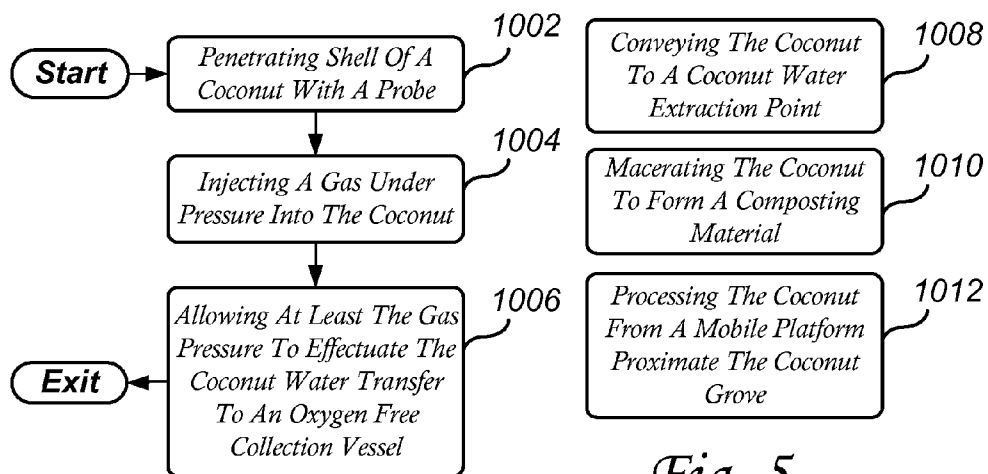 Start
Penetrating Shell Of A
Coconut With A Probe
1002
Injecting A Gas Under
Pressure Into The Coconut
1004
Allowing At Least The Gas
Pressure To Effectuate The
Coconut Water Transfer
To An Oxygen Free
Collection Vessel
1006
Exit
Conveying The Coconut
To A Coconut Water
Extraction Point
1008
Macerating The Coconut
To Form A Composting
Material
1010
Processing The Coconut
From A Mobile Platform
Proximate The Coconut
Grove
1012
Fig. 5